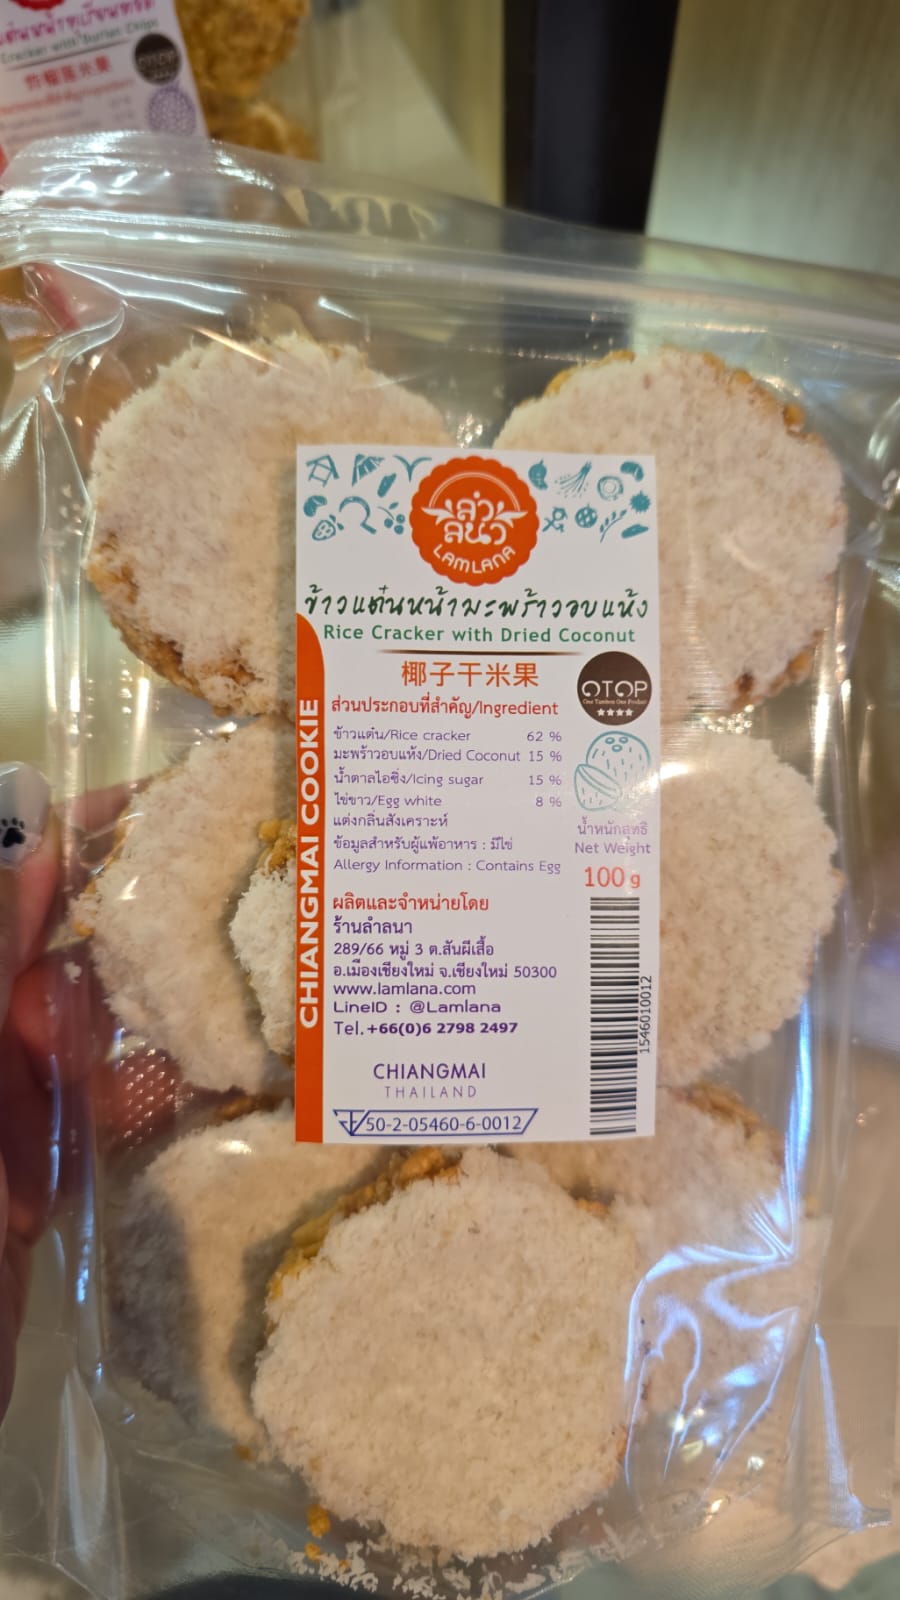 Cracker with Durian Chips
OTOP
ลำ
ลนา
LAMLANA
ข้าวแต๋นหน้ามะพร้าวอบแห้ง
Rice Cracker with Dried Coconut
椰子干米果
OTOP
One Tambon One Product
★★★★
CHIANGMAI COOKIE
ส่วนประกอบที่สำคัญ/Ingredient
ข้าวแต๋น/Rice cracker 62 %
มะพร้าวอบแห้ง/Dried Coconut 15 %
น้ำตาลไอซิ่ง/Icing sugar 15 %
ไข่ขาว/Egg white 8 %
แต่งกลิ่นสังเคราะห์
ข้อมูลสำหรับผู้แพ้อาหาร : มีไข่
Allergy Information : Contains Egg
น้ำหนักสุทธิ
Net Weight
100 g
ผลิตและจำหน่ายโดย
ร้านลำลนา
289/66 หมู่ 3 ต.สันผีเสื้อ
อ.เมืองเชียงใหม่ จ.เชียงใหม่ 50300
www.lamlana.com
LineID : @Lamlana
Tel.+66(0)6 2798 2497
1546010012
CHIANGMAI
THAILAND
50-2-05460-6-0012